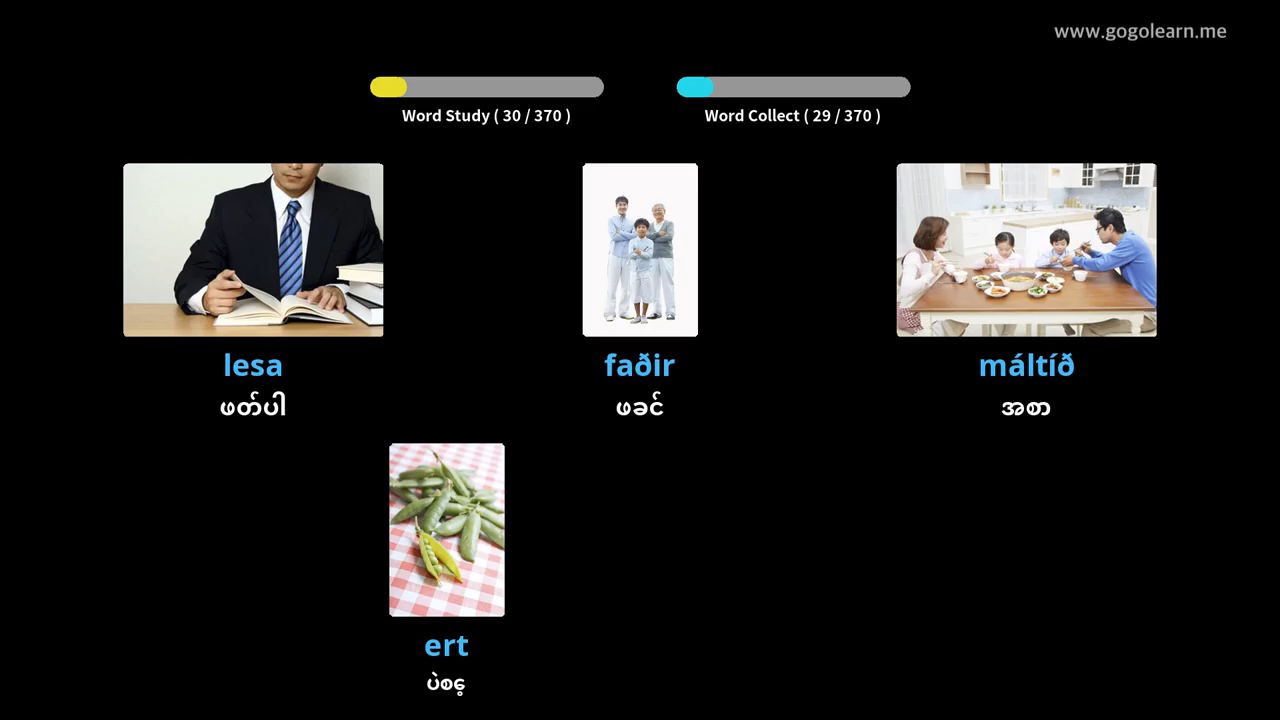 www.gogolearn.me
Word Study ( 30 / 370 )
Word Collect ( 29 / 370 )
lesa
ဖတ်ပါ
faðir
ဖခင်
máltíð
အစာ
ert
ပဲစေ့